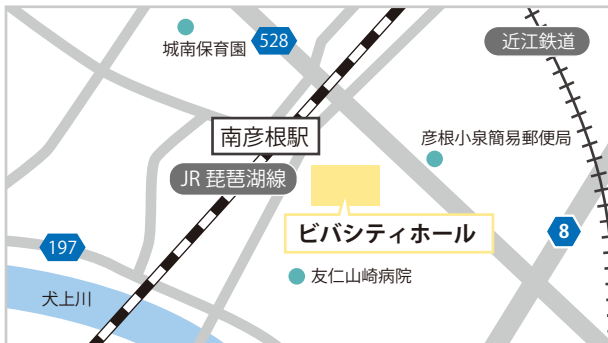 城南保育園
528
近江鉄道
南彦根駅
彦根小泉簡易郵便局
JR 琵琶湖線
ビバシティホール
8
197
友仁山崎病院
犬上川